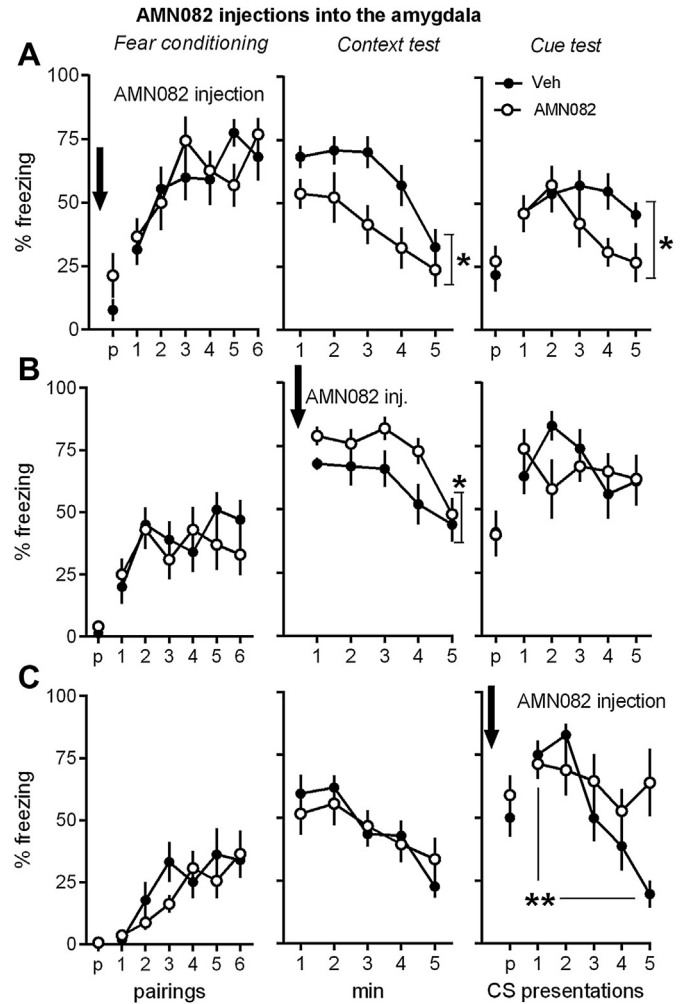 AMN082 injections into the amygdala
Fear conditioning Context test Cue test
A
100 75 50 25 0
% freezing
AMN082 injection
Veh
AMN082
*
*
p 1 2 3 4 5 6
1 2 3 4 5
p 1 2 3 4 5
B
100 75 50 25 0
% freezing
AMN082 inj.
*
p 1 2 3 4 5 6
1 2 3 4 5
p 1 2 3 4 5
C
100 75 50 25 0
% freezing
AMN082 injection
**
p 1 2 3 4 5 6
1 2 3 4 5
p 1 2 3 4 5
pairings min CS presentations